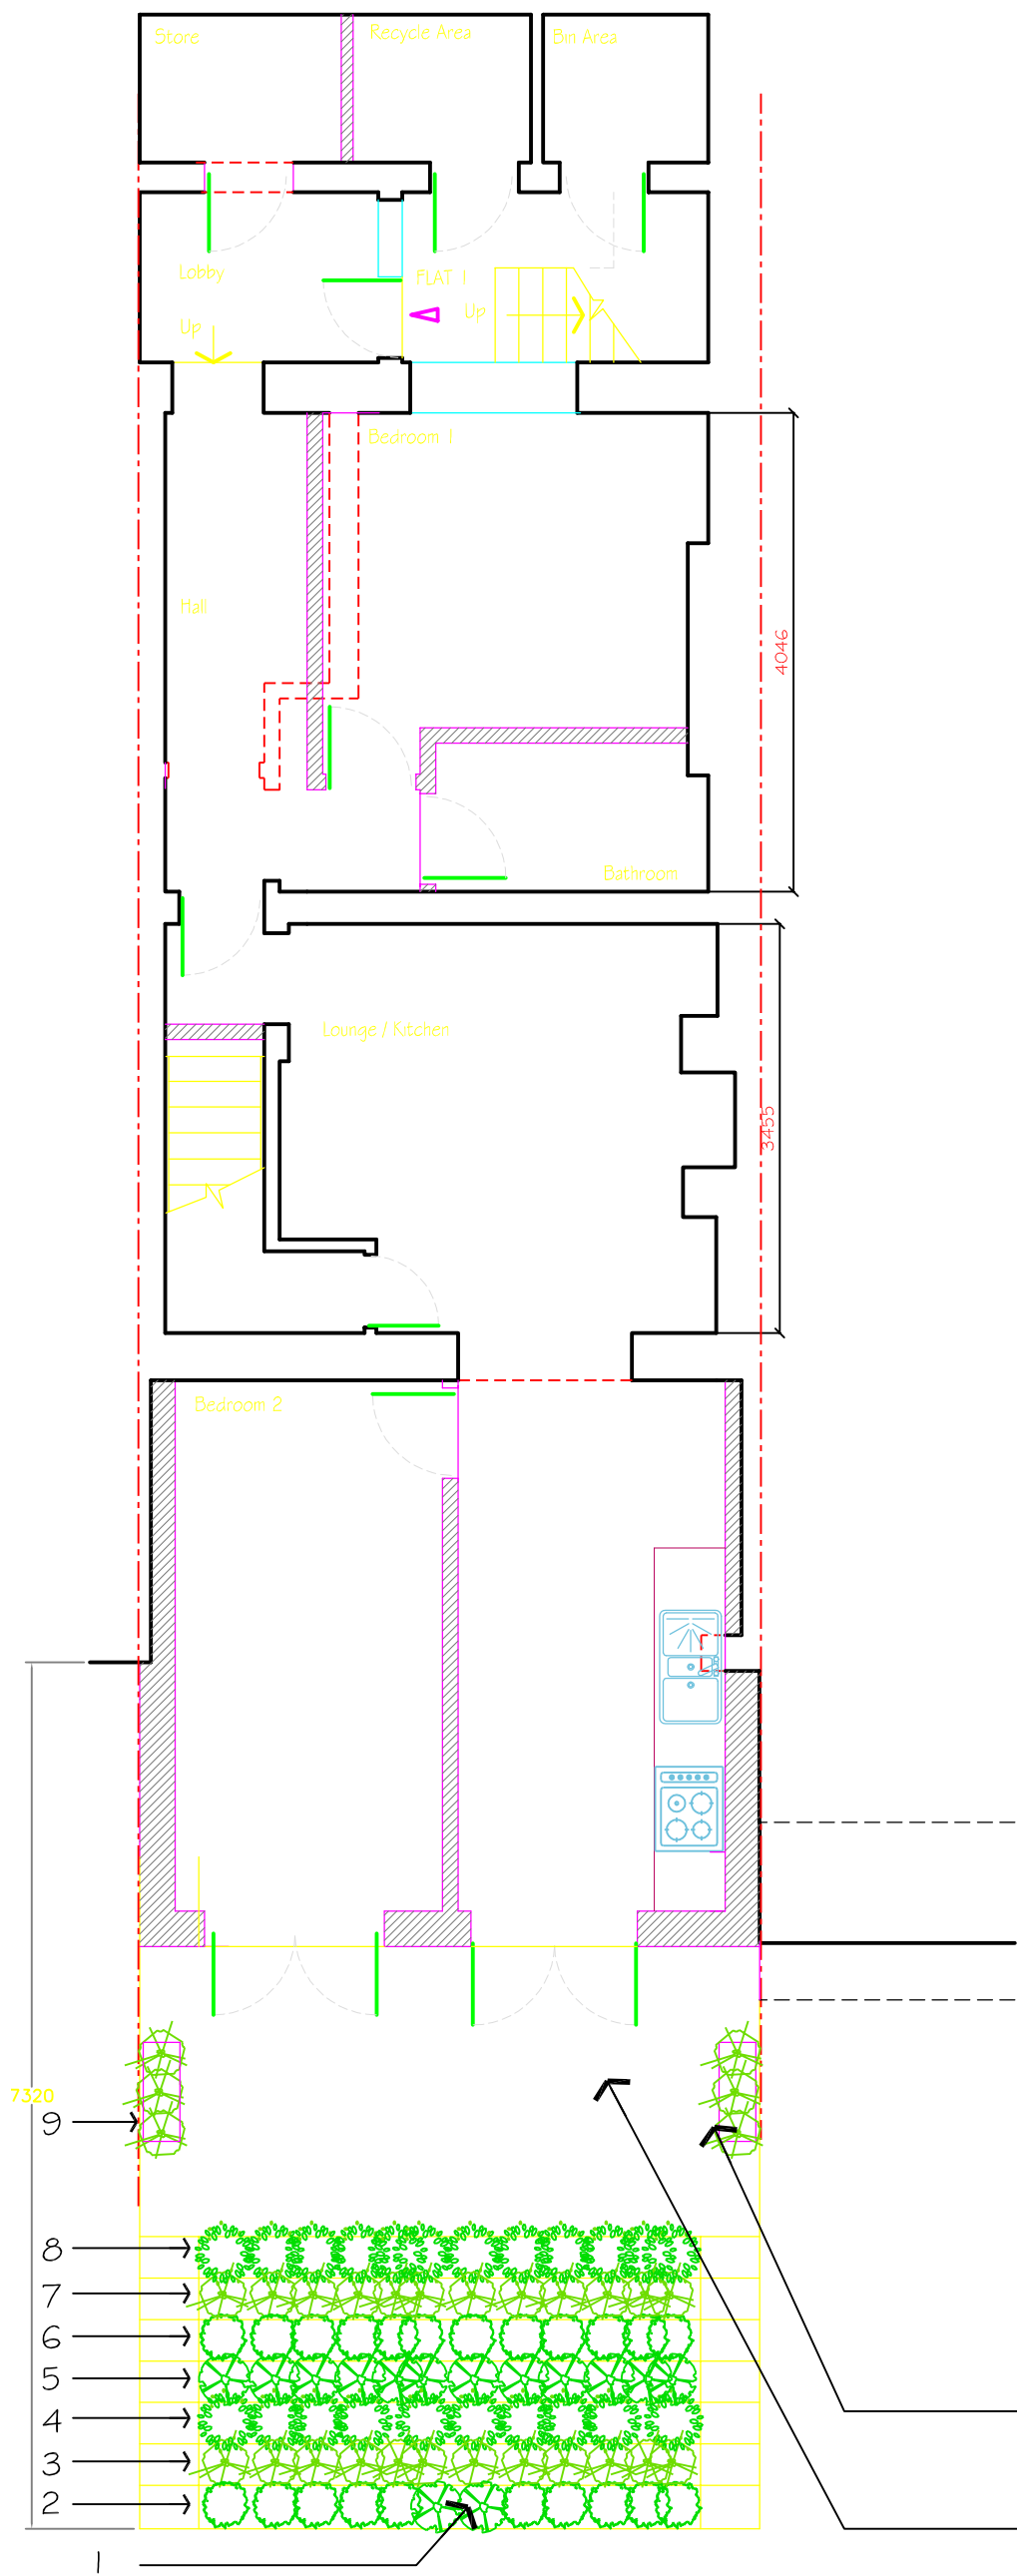 Store
Recycle Area
Bin Area
Lobby
FLAT 1
Up
Up
Bedroom 1
Hall
4046
Bathroom
Lounge / Kitchen
3455
Bedroom 2
7320
9
8
7
6
5
4
3
2
1